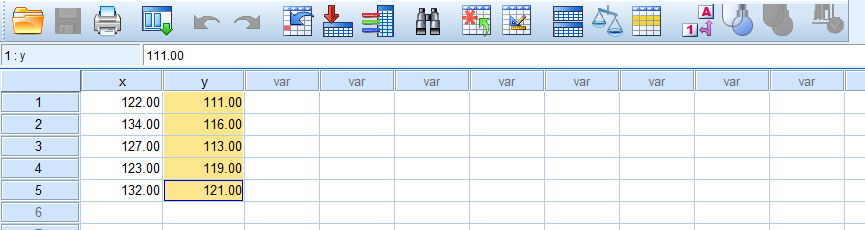 A
1
1 : y 111.00
x y var var var var var var var var
1 122.00 111.00
2 134.00 116.00
3 127.00 113.00
4 123.00 119.00
5 132.00 121.00
6